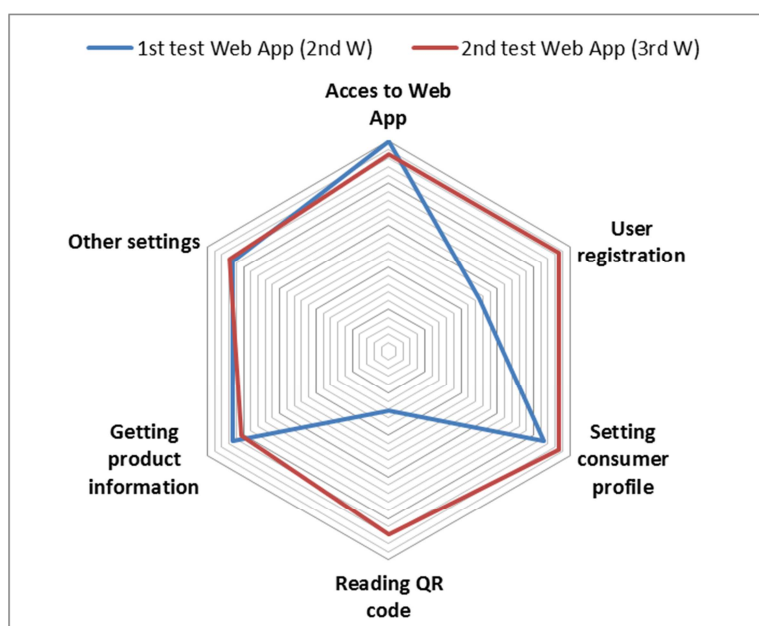 1st test Web App (2nd W) 2nd test Web App (3rd W)
Acces to Web
App
User
registration
Setting
consumer
profile
Reading QR
code
Getting
product
information
Other settings